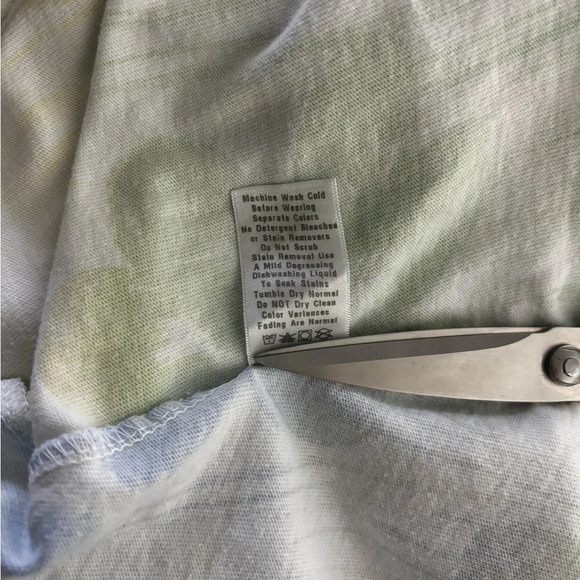 Machine Wash Cold
Before Wearing
Separate Colors
No Detergent Bleaches
or Stain Removers
Do Not Scrub
Stain Removal Use
A Mild Degreasing
Dishwashing Liquid
To Soak Stains
Tumble Dry Normal
Do NOT Dry Clean
Color Variances
Fading Are Normal